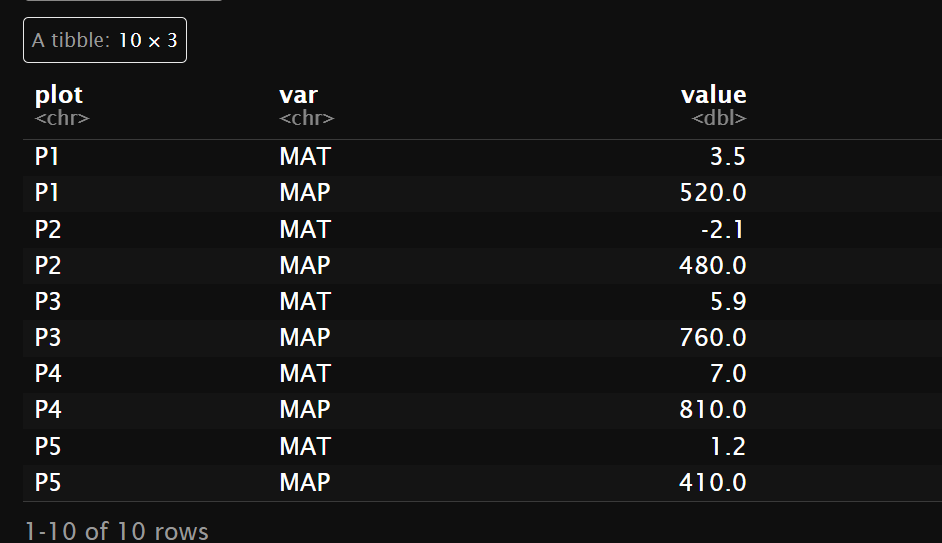 A tibble: 10 × 3
plot var value
<chr> <chr> <dbl>
P1 MAT 3.5
P1 MAP 520.0
P2 MAT -2.1
P2 MAP 480.0
P3 MAT 5.9
P3 MAP 760.0
P4 MAT 7.0
P4 MAP 810.0
P5 MAT 1.2
P5 MAP 410.0
1-10 of 10 rows